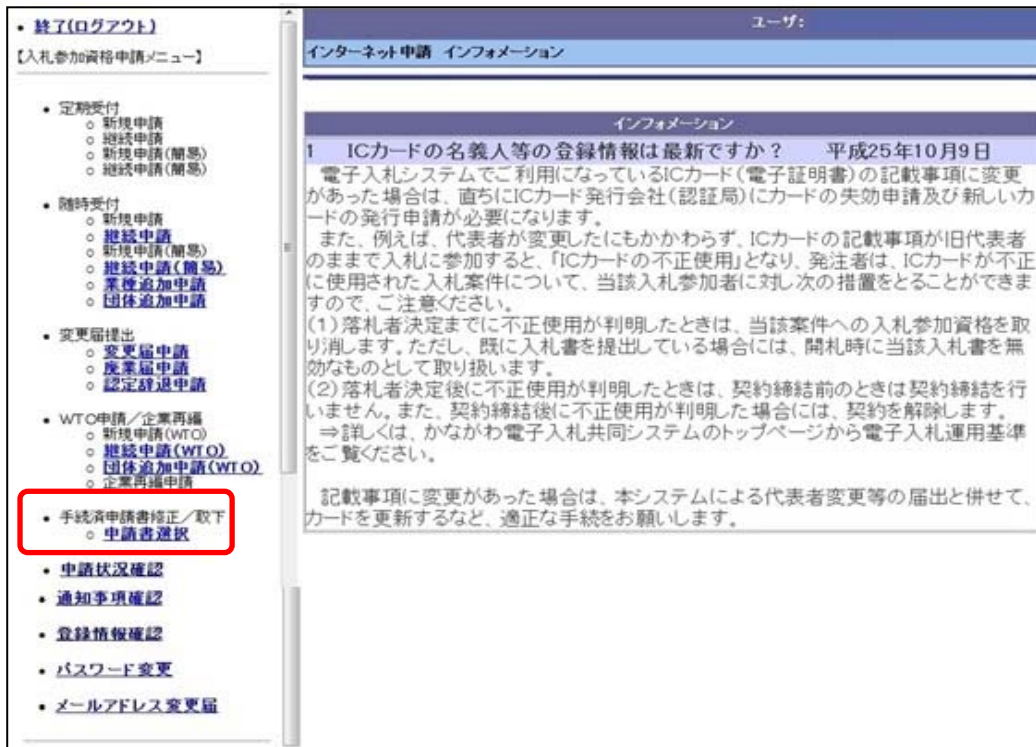 終了(ログアウト)
【入札参加資格申請メニュー】
定期受付
新規申請
継続申請
新規申請(簡易)
継続申請(簡易)
随時受付
新規申請
継続申請
新規申請(簡易)
継続申請(簡易)
業種追加申請
団体追加申請
変更届提出
変更届申請
廃業届申請
認定辞退申請
WTO申請／企業再編
新規申請(WTO)
継続申請(WTO)
団体追加申請(WTO)
企業再編申請
手続済申請書修正／取下
申請書選択
申請状況確認
通知事項確認
登録情報確認
パスワード変更
メールアドレス変更届
ユーザ：
インターネット申請 インフォメーション
インフォメーション
1 ICカードの名義人等の登録情報は最新ですか？ 平成25年10月9日
電子入札システムでご利用になっているICカード(電子証明書)の記載事項に変更
があった場合は、直ちにICカード発行会社(認証局)にカードの失効申請及び新しいカ
ードの発行申請が必要になります。
また、例えば、代表者が変更したにもかかわらず、ICカードの記載事項が旧代表者
のままで入札に参加すると、「ICカードの不正使用」となり、発注者は、ICカードが不正
に使用された入札案件について、当該入札参加者に対し次の措置をとることができま
すので、ご注意ください。
(1)落札者決定までに不正使用が判明したときは、当該案件への入札参加資格を取
り消します。ただし、既に入札書を提出している場合には、開札時に当該入札書を無
効なものとして取り扱います。
(2)落札者決定後に不正使用が判明したときは、契約締結前のときは契約締結を行
いません。また、契約締結後に不正使用が判明した場合には、契約を解除します。
⇒詳しくは、かながわ電子入札共同システムのトップページから電子入札運用基準
をご覧ください。
記載事項に変更があった場合は、本システムによる代表者変更等の届出と併せて、
カードを更新するなど、適正な手続をお願いします。